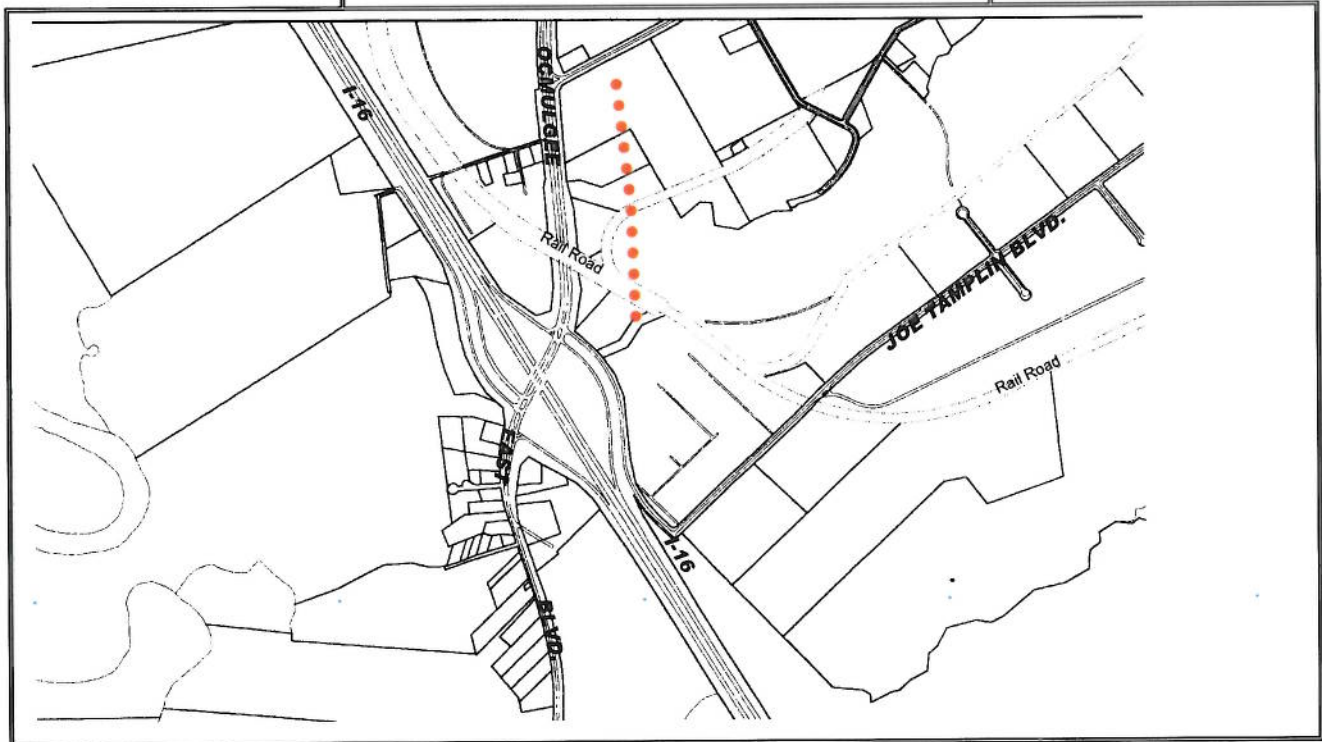 I-16
OCMULGEE
Rail Road
JOE TAMPLIN BLVD.
Rail Road
EAST
I-16
BLVD.